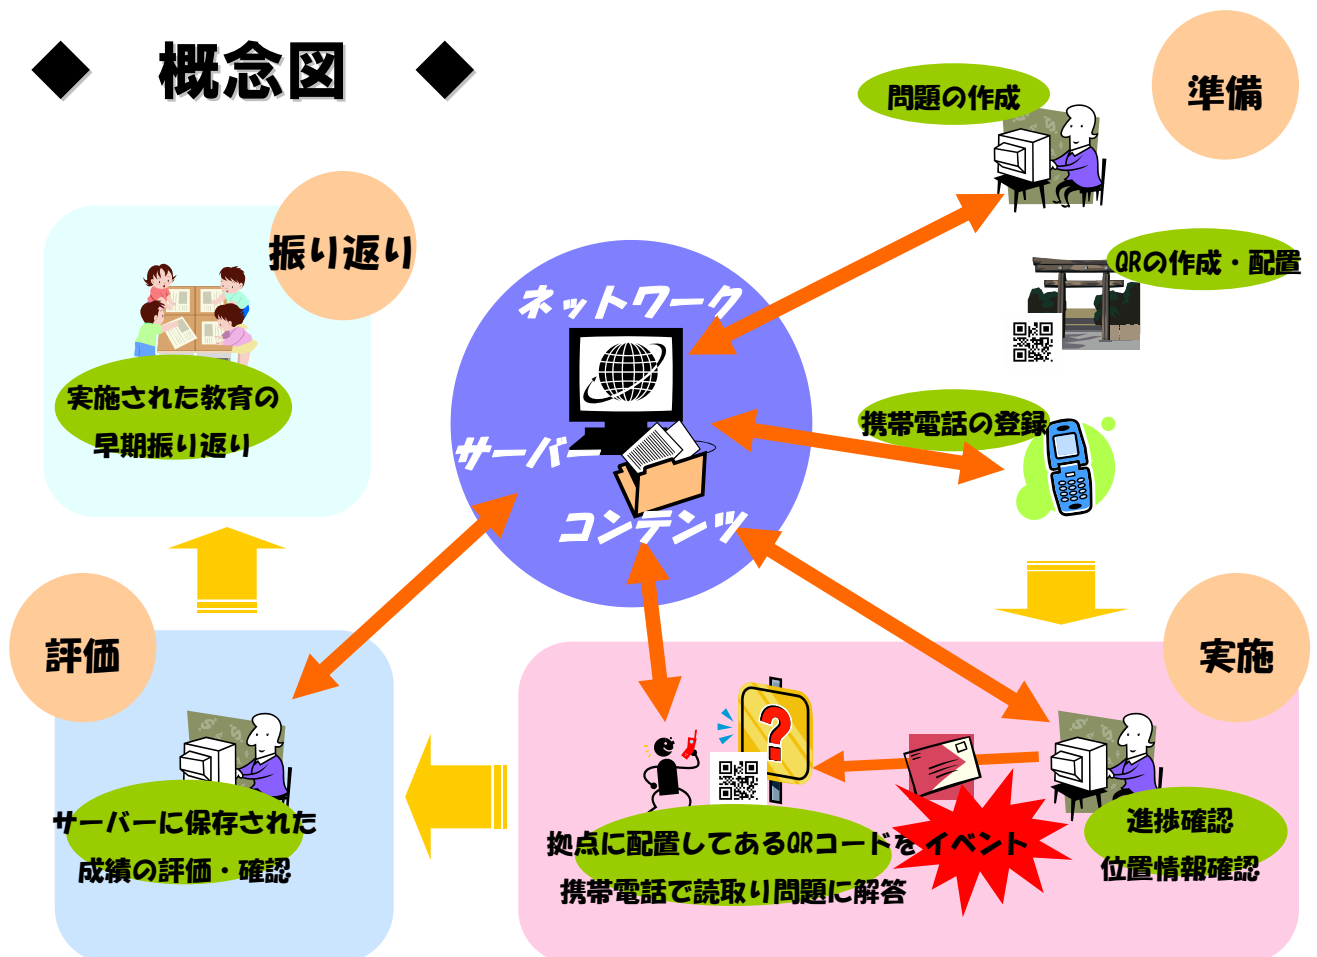 ◆ 概念図 ◆
準備
問題の作成
QRの作成・配置
携帯電話の登録
振り返り
実施された教育の
早期振り返り
ネットワーク
サーバー
コンテンツ
評価
サーバーに保存された
成績の評価・確認
実施
?
拠点に配置してあるQRコードを
携帯電話で読取り問題に解答
イベント
進捗確認
位置情報確認